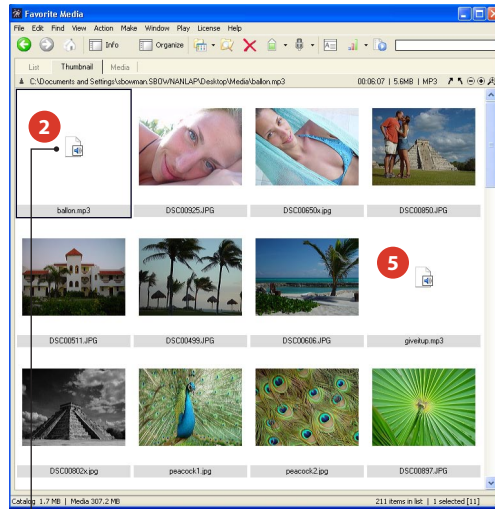 Favorite Media
File Edit Find View Action Make Window Play License Help
Info Organize
List Thumbnail Media
C:\Documents and Settings\sbowman.SBOWNANLAP\Desktop\Media\ballon.mp3 00:06:07 | 5.6MB | MP3
2
ballon.mp3 DSC00925.JPG DSC00650x.jpg DSC00850.JPG
5
DSC00511.JPG DSC00499.JPG DSC00606.JPG giveitup.mp3
DSC00802x.jpg peacock1.jpg peacock2.jpg DSC00897.JPG
Catalog 1.7 MB | Media 307.2 MB 211 items in list | 1 selected [11]